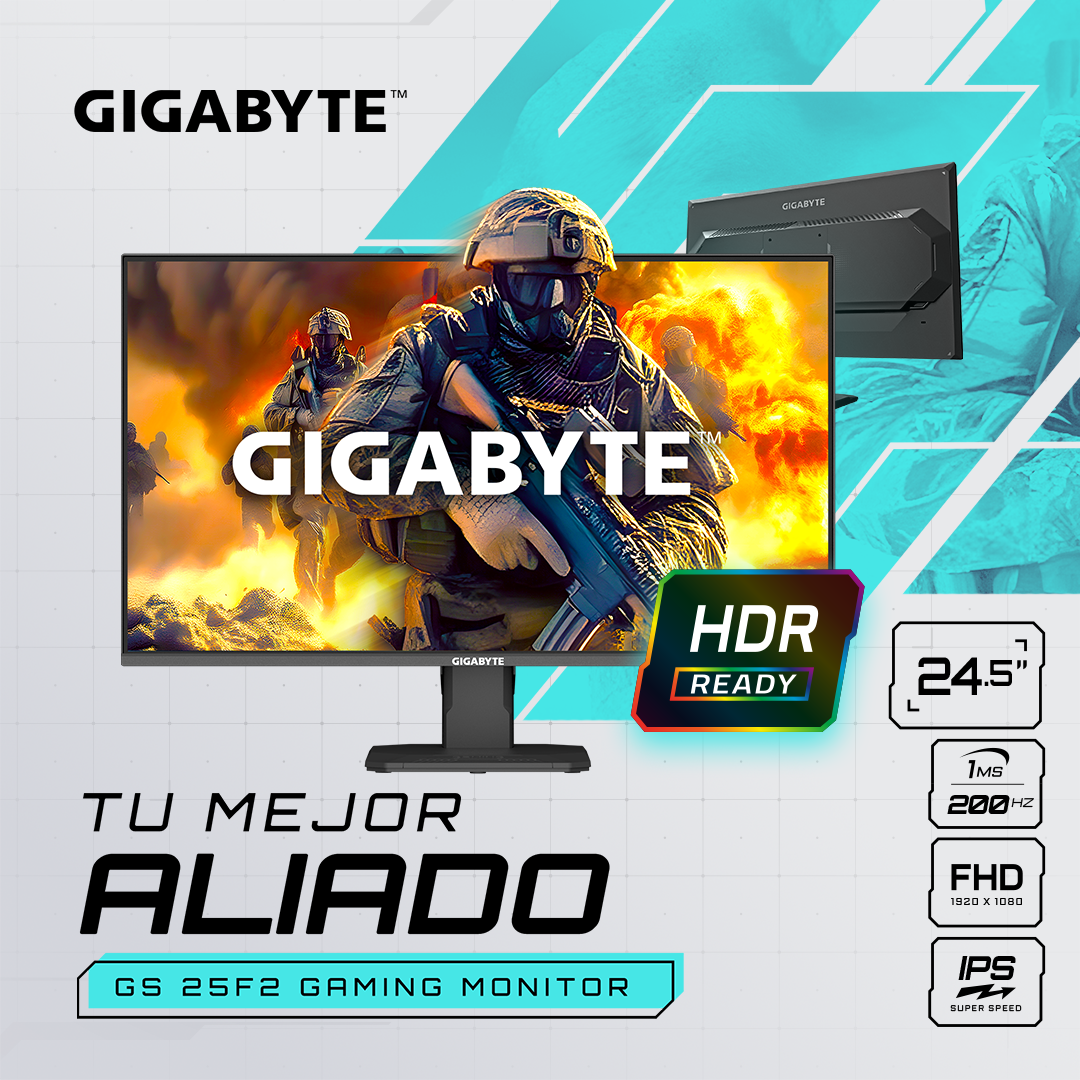 GIGABYTE™
GIGABYTE
GIGABYTE™
GIGABYTE
HDR
READY
24.5”
1MS
200HZ
FHD
1920 X 1080
IPS
SUPER SPEED
TU MEJOR
ALIADO
GS 25F2 GAMING MONITOR